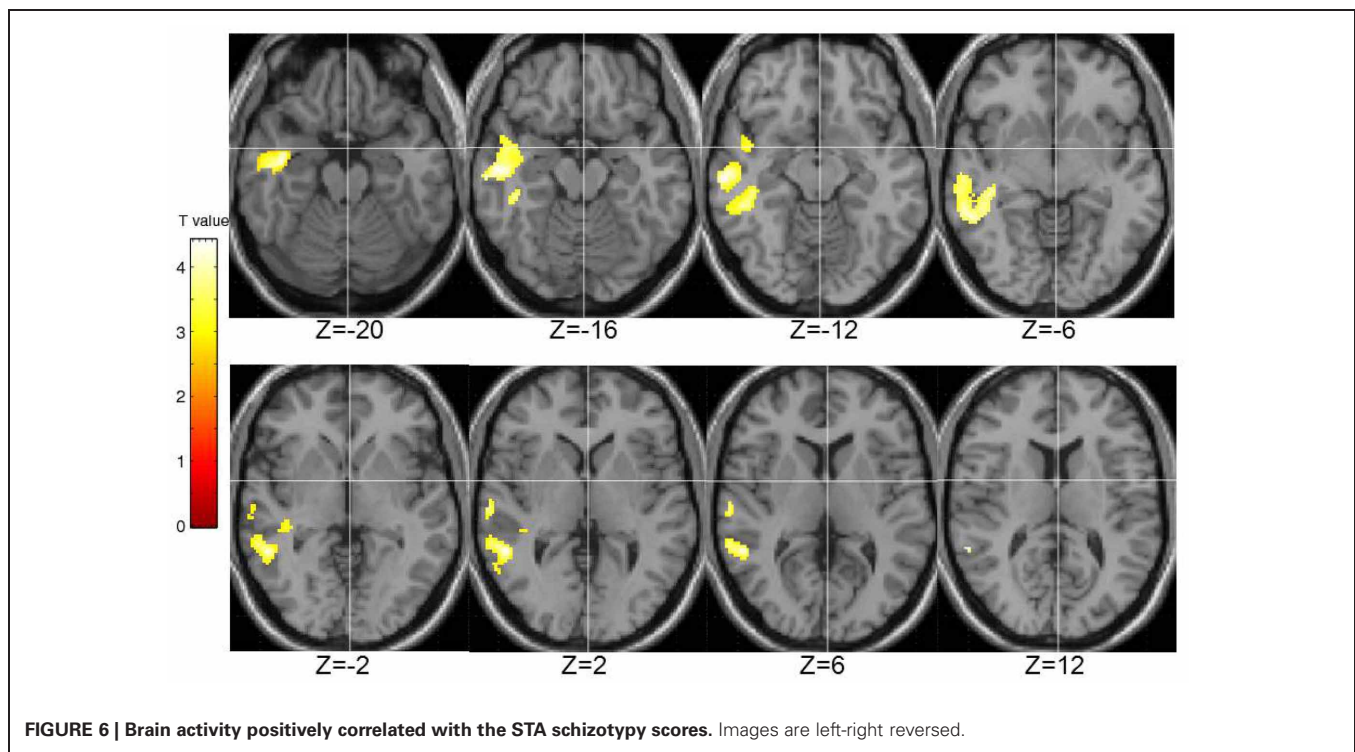 T value
4
3
2
1
0
Z=-20 Z=-16 Z=-12 Z=-6
Z=-2 Z=2 Z=6 Z=12
FIGURE 6 | Brain activity positively correlated with the STA schizotypy scores. Images are left-right reversed.